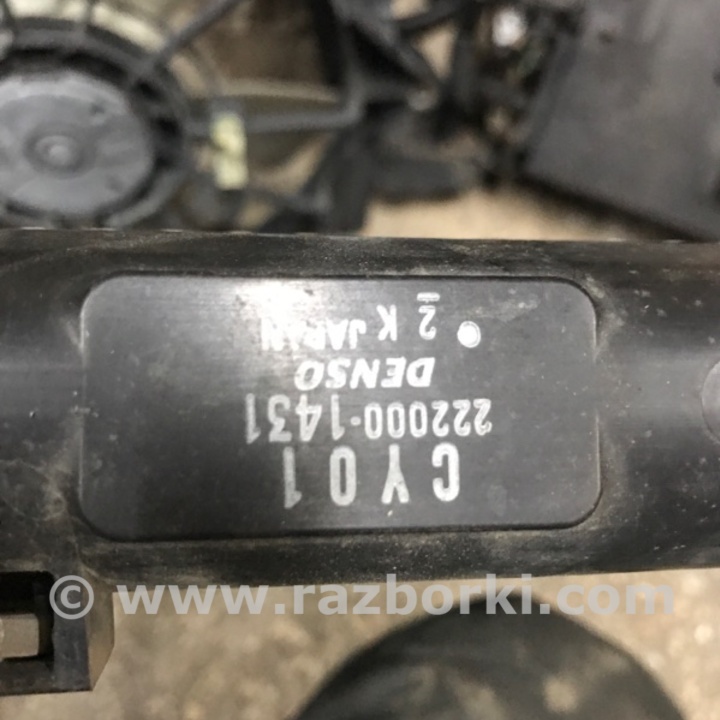 CY01
222000-1431
DENSO
● 2 K JAPAN
© www.razborki.com